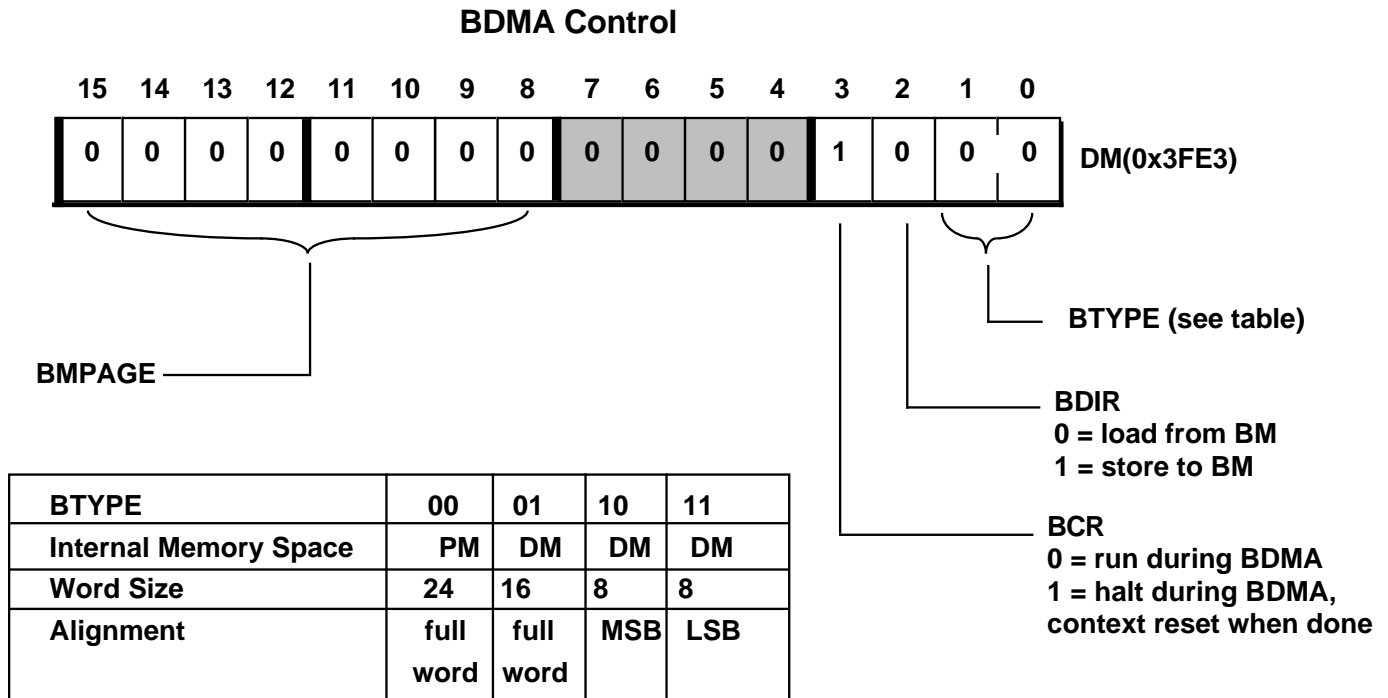 BDMA Control
15 14 13 12 11 10 9 8 7 6 5 4 3 2 1 0
0 0 0 0 0 0 0 0 0 0 0 0 1 0 0 0 DM(0x3FE3)
BTYPE (see table)
BMPAGE
BDIR
0 = load from BM
1 = store to BM
BCR
0 = run during BDMA
1 = halt during BDMA,
context reset when done
BTYPE 00 01 10 11
Internal Memory Space PM DM DM DM
Word Size 24 16 8 8
Alignment full full MSB LSB
word word